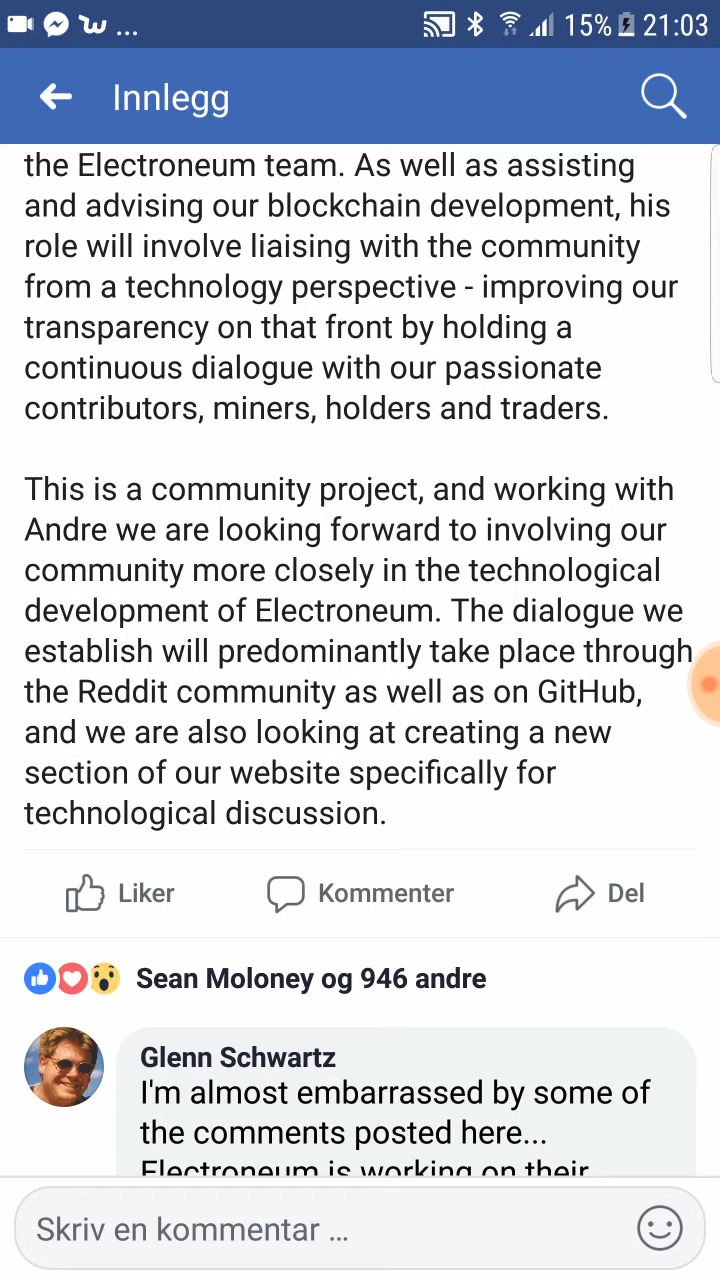 15% 21:03
Innlegg
the Electroneum team. As well as assisting
and advising our blockchain development, his
role will involve liaising with the community
from a technology perspective - improving our
transparency on that front by holding a
continuous dialogue with our passionate
contributors, miners, holders and traders.
This is a community project, and working with
Andre we are looking forward to involving our
community more closely in the technological
development of Electroneum. The dialogue we
establish will predominantly take place through
the Reddit community as well as on GitHub,
and we are also looking at creating a new
section of our website specifically for
technological discussion.
Liker Kommenter Del
Sean Moloney og 946 andre
Glenn Schwartz
I'm almost embarrassed by some of
the comments posted here...
Electroneum is working on their
Skriv en kommentar ...